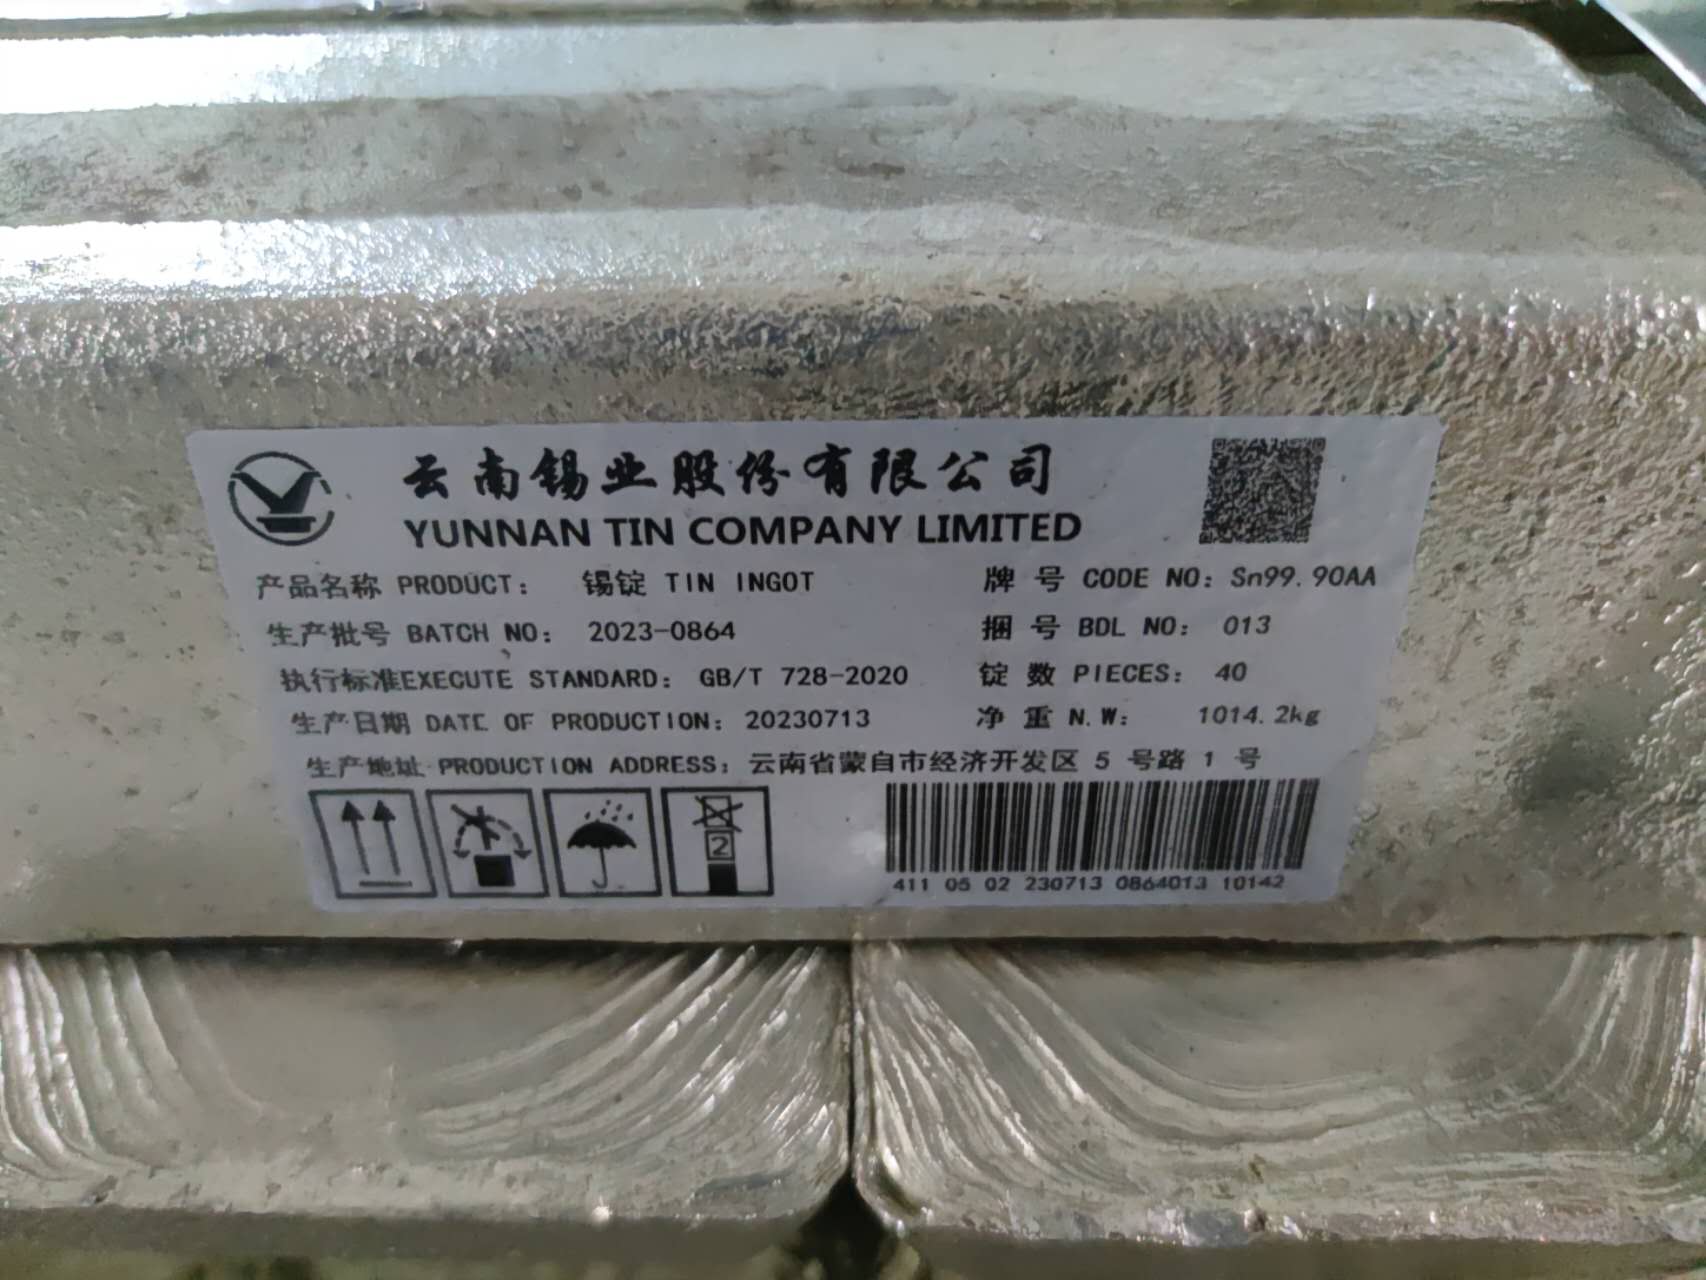 云南锡业股份有限公司
YUNNAN TIN COMPANY LIMITED
产品名称 PRODUCT: 锡锭 TIN INGOT 牌 号 CODE NO: Sn99.90AA
生产批号 BATCH NO: 2023-0864 捆 号 BDL NO: 013
执行标准EXECUTE STANDARD: GB/T 728-2020 锭 数 PIECES: 40
生产日期 DATE OF PRODUCTION: 20230713 净 重 N.W: 1014.2kg
生产地址 PRODUCTION ADDRESS: 云南省蒙自市经济开发区 5 号路 1 号
2
411 05 02 230713 0864013 10142